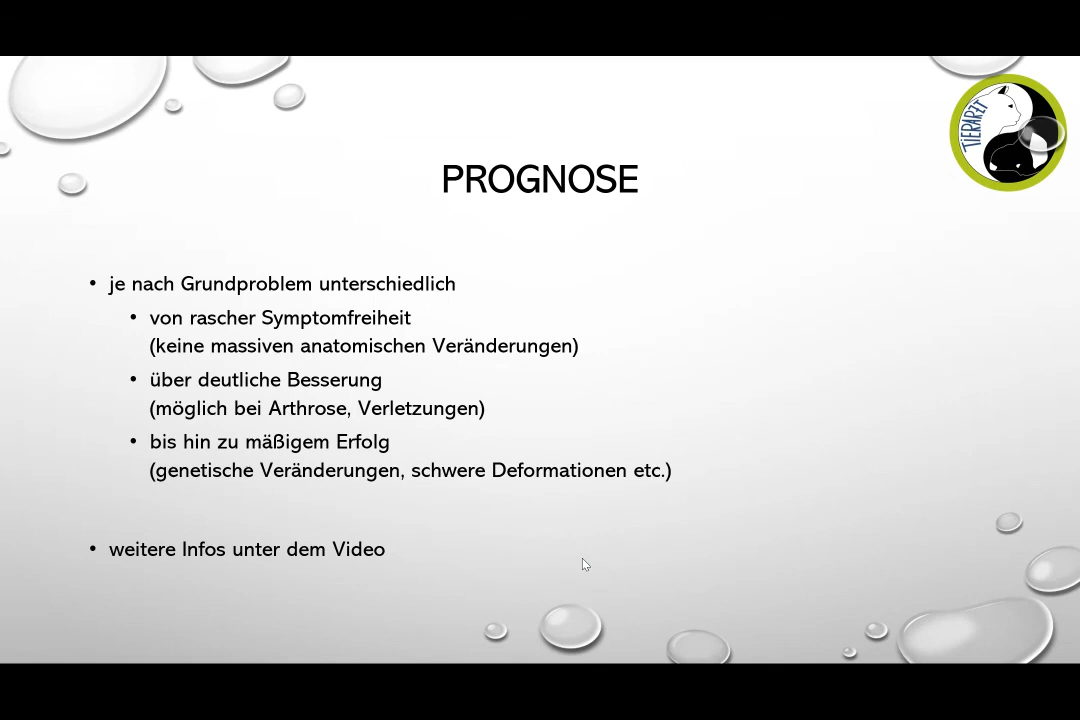 TIERARZT
PROGNOSE
• je nach Grundproblem unterschiedlich
• von rascher Symptomfreiheit
(keine massiven anatomischen Veränderungen)
• über deutliche Besserung
(möglich bei Arthrose, Verletzungen)
• bis hin zu mäßigem Erfolg
(genetische Veränderungen, schwere Deformationen etc.)
• weitere Infos unter dem Video